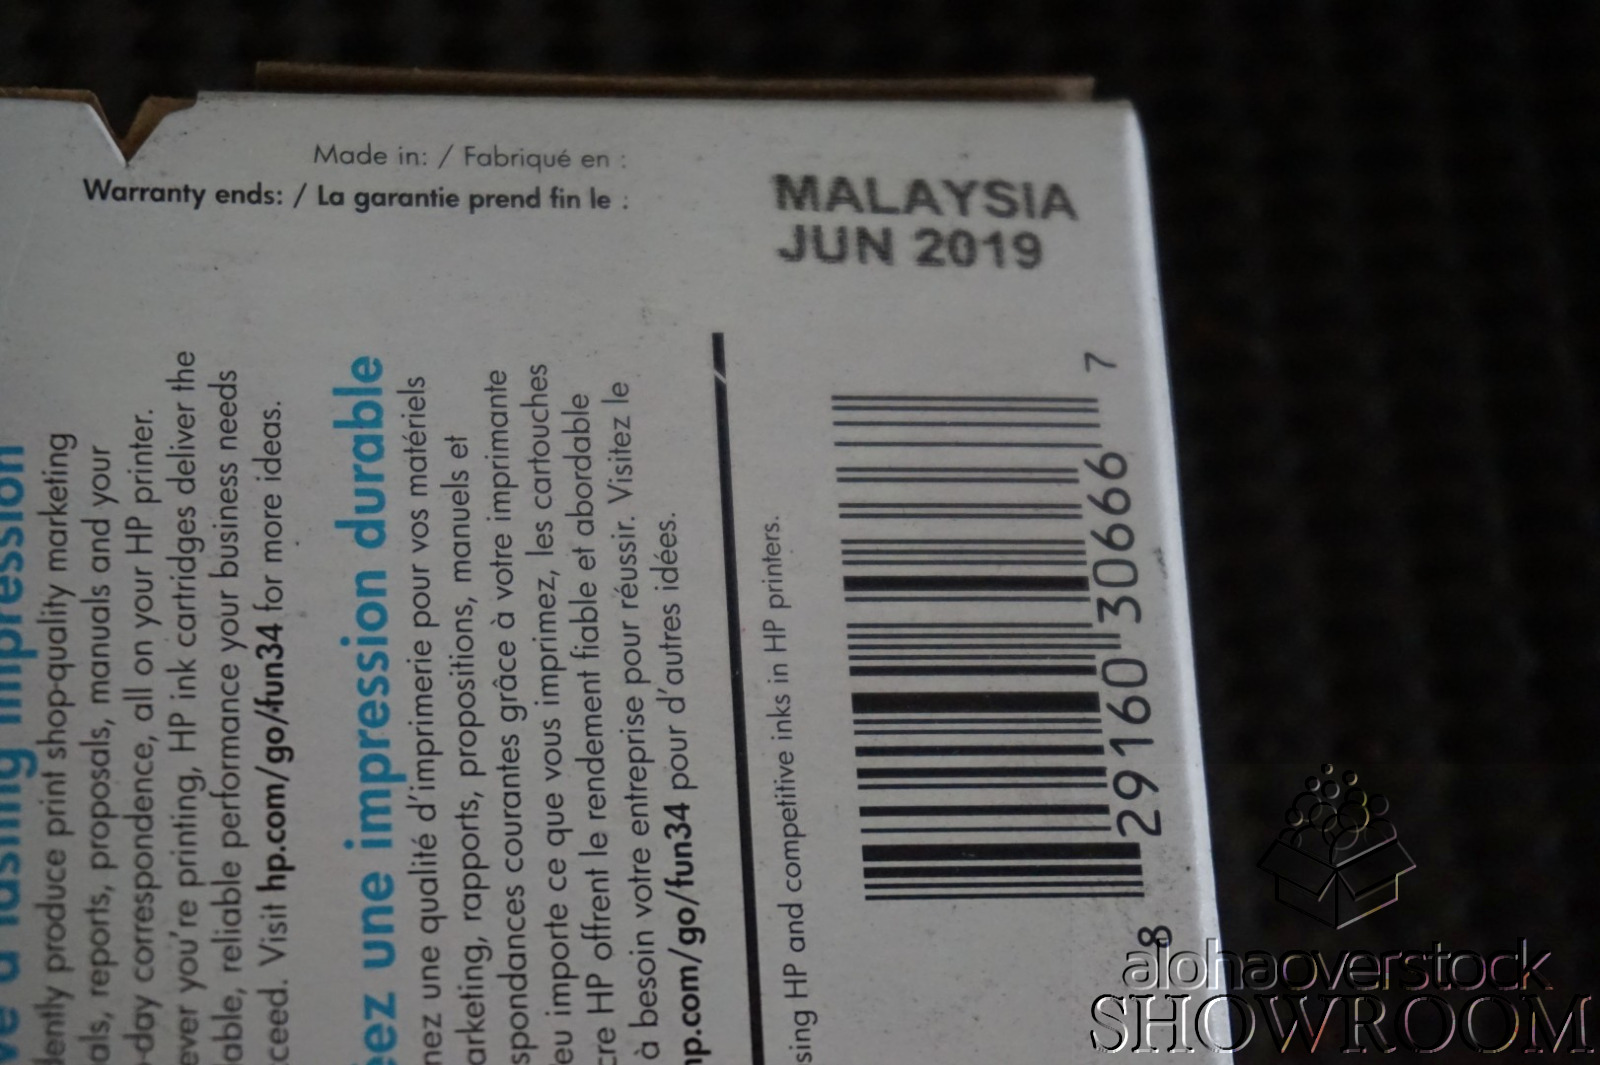 Made in: / Fabriqué en :
Warranty ends: / La garantie prend fin le :
MALAYSIA
JUN 2019
print shop-quality marketing
als, reports, proposals, manuals and your
-day correspondence, all on your HP printer.
ever you're printing, HP ink cartridges deliver the
able, reliable performance your business needs
cceed. Visit hp.com/go/fun34 for more ideas.
éez une impression durable
nez une qualité d'imprimerie pour vos matériels
arketing, rapports, propositions, manuels et
spondances courantes grâce à votre imprimante
eu importe ce que vous imprimez, les cartouches
cre HP offrent le rendement fiable et abordable
à besoin votre entreprise pour réussir. Visitez le
hp.com/go/fun34 pour d'autres idées.
sing HP and competitive inks in HP printers.
8 29160 30666 7
alohaoverstock
SHOWROOM